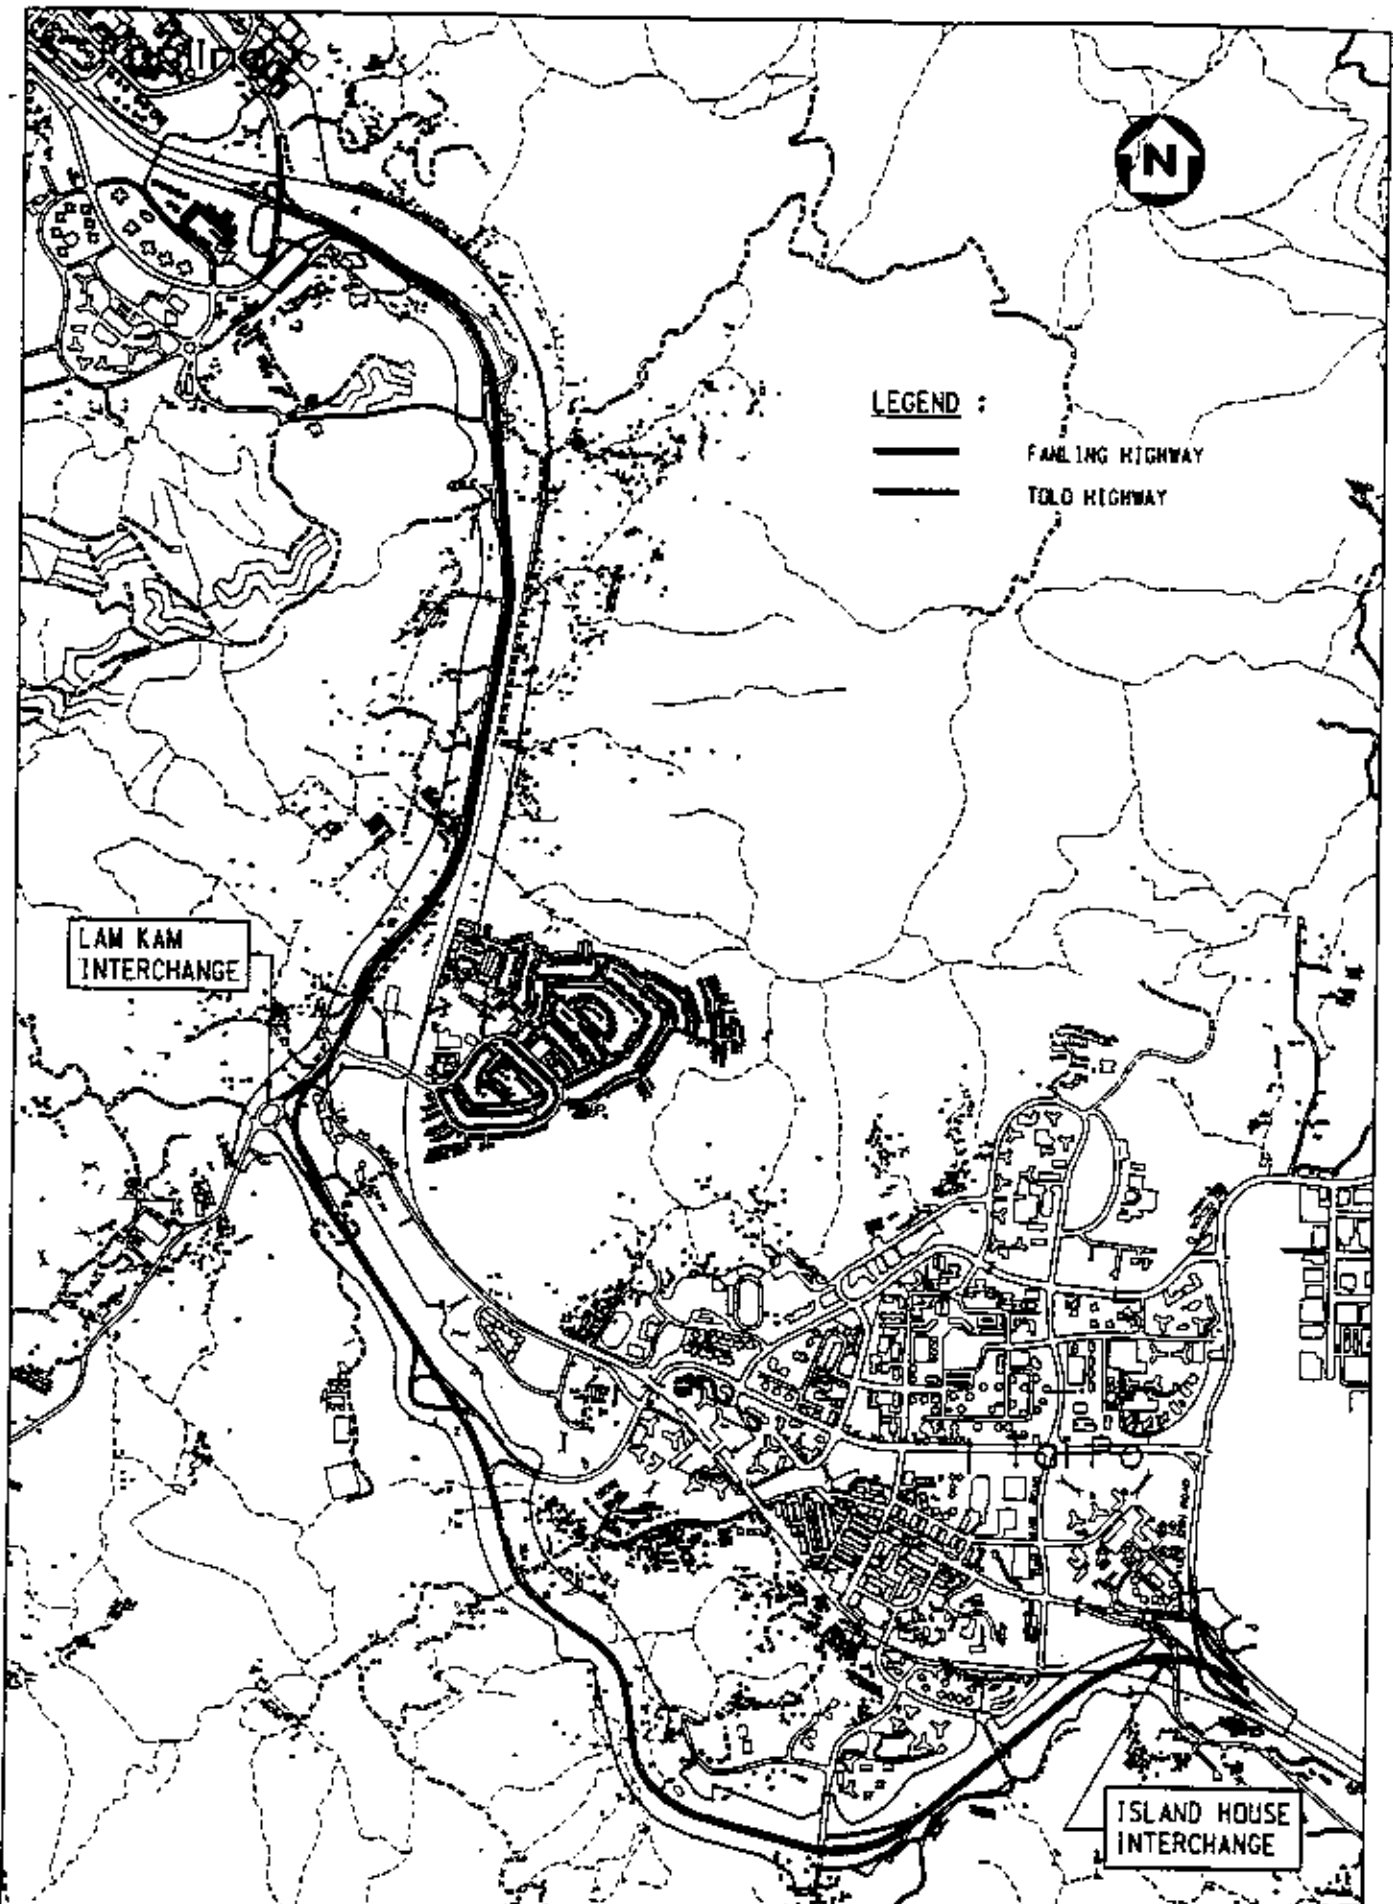 N
LEGEND :
FANLING HIGHWAY
TOLO HIGHWAY
LAM KAM
INTERCHANGE
ISLAND HOUSE
INTERCHANGE